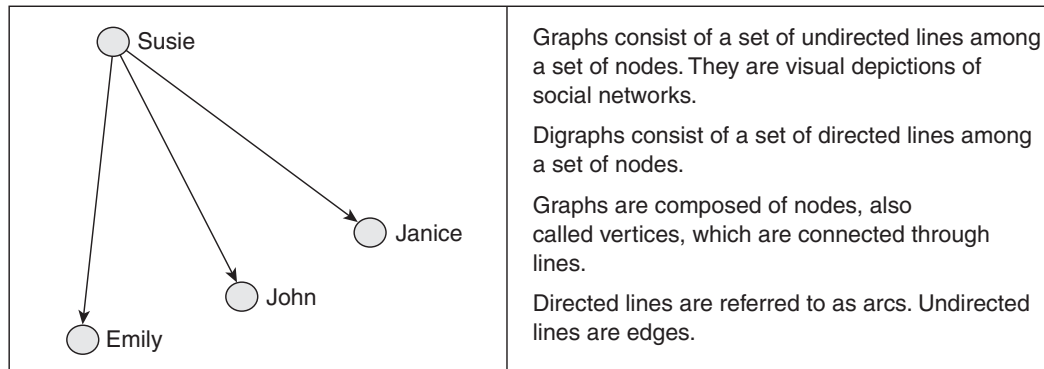 Susie
Janice
John
Emily
Graphs consist of a set of undirected lines among
a set of nodes. They are visual depictions of
social networks.
Digraphs consist of a set of directed lines among
a set of nodes.
Graphs are composed of nodes, also
called vertices, which are connected through
lines.
Directed lines are referred to as arcs. Undirected
lines are edges.